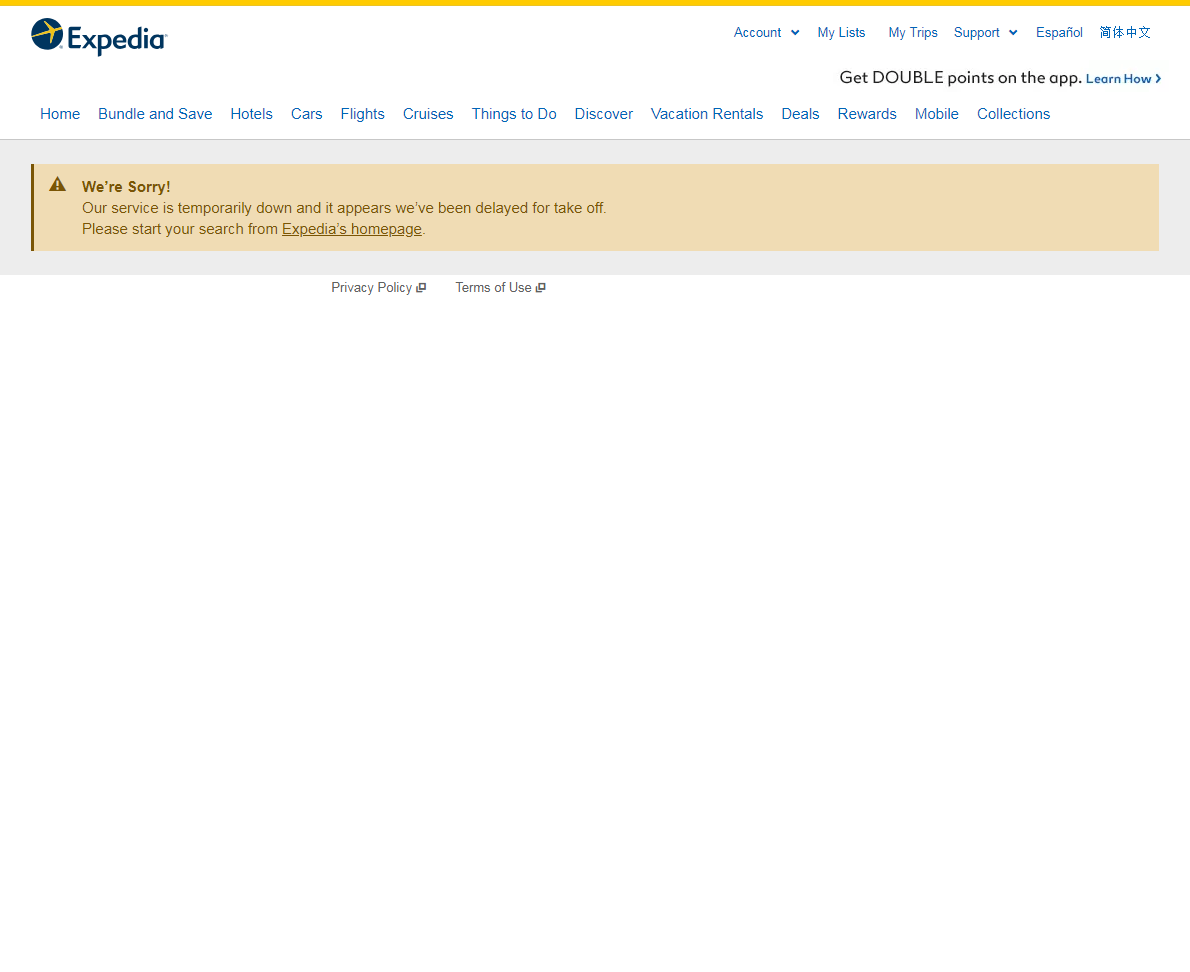 Expedia
Account My Lists My Trips Support Español 简体中文
Get DOUBLE points on the app. Learn How
Home Bundle and Save Hotels Cars Flights Cruises Things to Do Discover Vacation Rentals Deals Rewards Mobile Collections
We’re Sorry!
Our service is temporarily down and it appears we’ve been delayed for take off.
Please start your search from Expedia’s homepage.
Privacy Policy Terms of Use